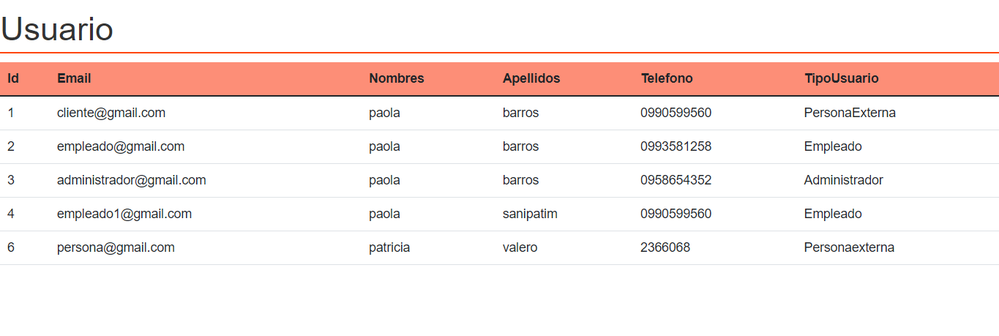 Usuario
Id Email Nombres Apellidos Telefono TipoUsuario
1 cliente@gmail.com paola barros 0990599560 PersonaExterna
2 empleado@gmail.com paola barros 0993581258 Empleado
3 administrador@gmail.com paola barros 0958654352 Administrador
4 empleado1@gmail.com paola sanipatim 0990599560 Empleado
6 persona@gmail.com patricia valero 2366068 Personaexterna